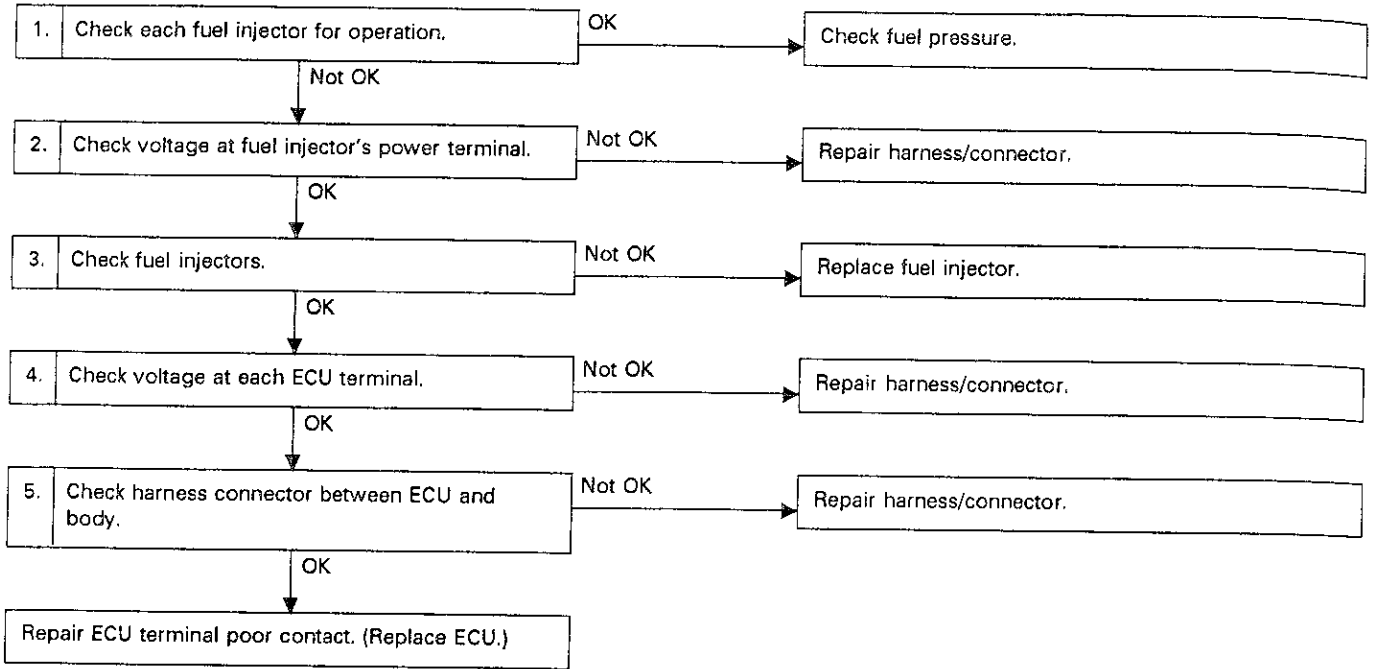 1. Check each fuel injector for operation.
OK
Check fuel pressure.
Not OK
2. Check voltage at fuel injector's power terminal.
Not OK
Repair harness/connector.
OK
3. Check fuel injectors.
Not OK
Replace fuel injector.
OK
4. Check voltage at each ECU terminal.
Not OK
Repair harness/connector.
OK
5. Check harness connector between ECU and
body.
Not OK
Repair harness/connector.
OK
Repair ECU terminal poor contact. (Replace ECU.)